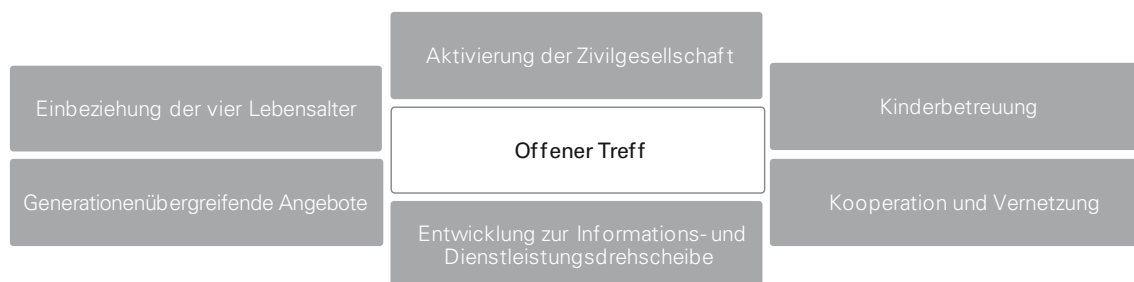 Aktivierung der Zivilgesellschaft
Einbeziehung der vier Lebensalter
Kinderbetreuung
Offener Treff
Generationenübergreifende Angebote
Kooperation und Vernetzung
Entwicklung zur Informations- und
Dienstleistungsdrehscheibe